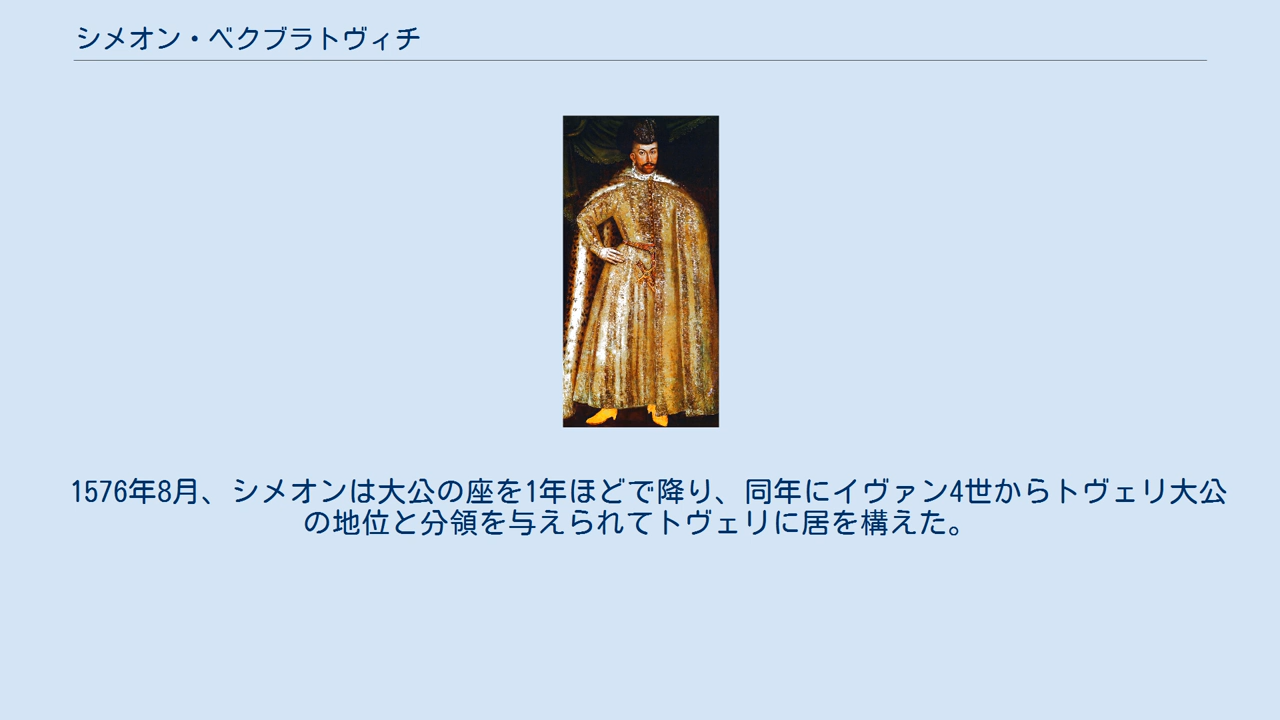 シメオン・ベクブラトヴィチ
1576年8月、シメオンは大公の座を1年ほどで降り、同年にイヴァン4世からトヴェリ大公
の地位と分領を与えられてトヴェリに居を構えた。